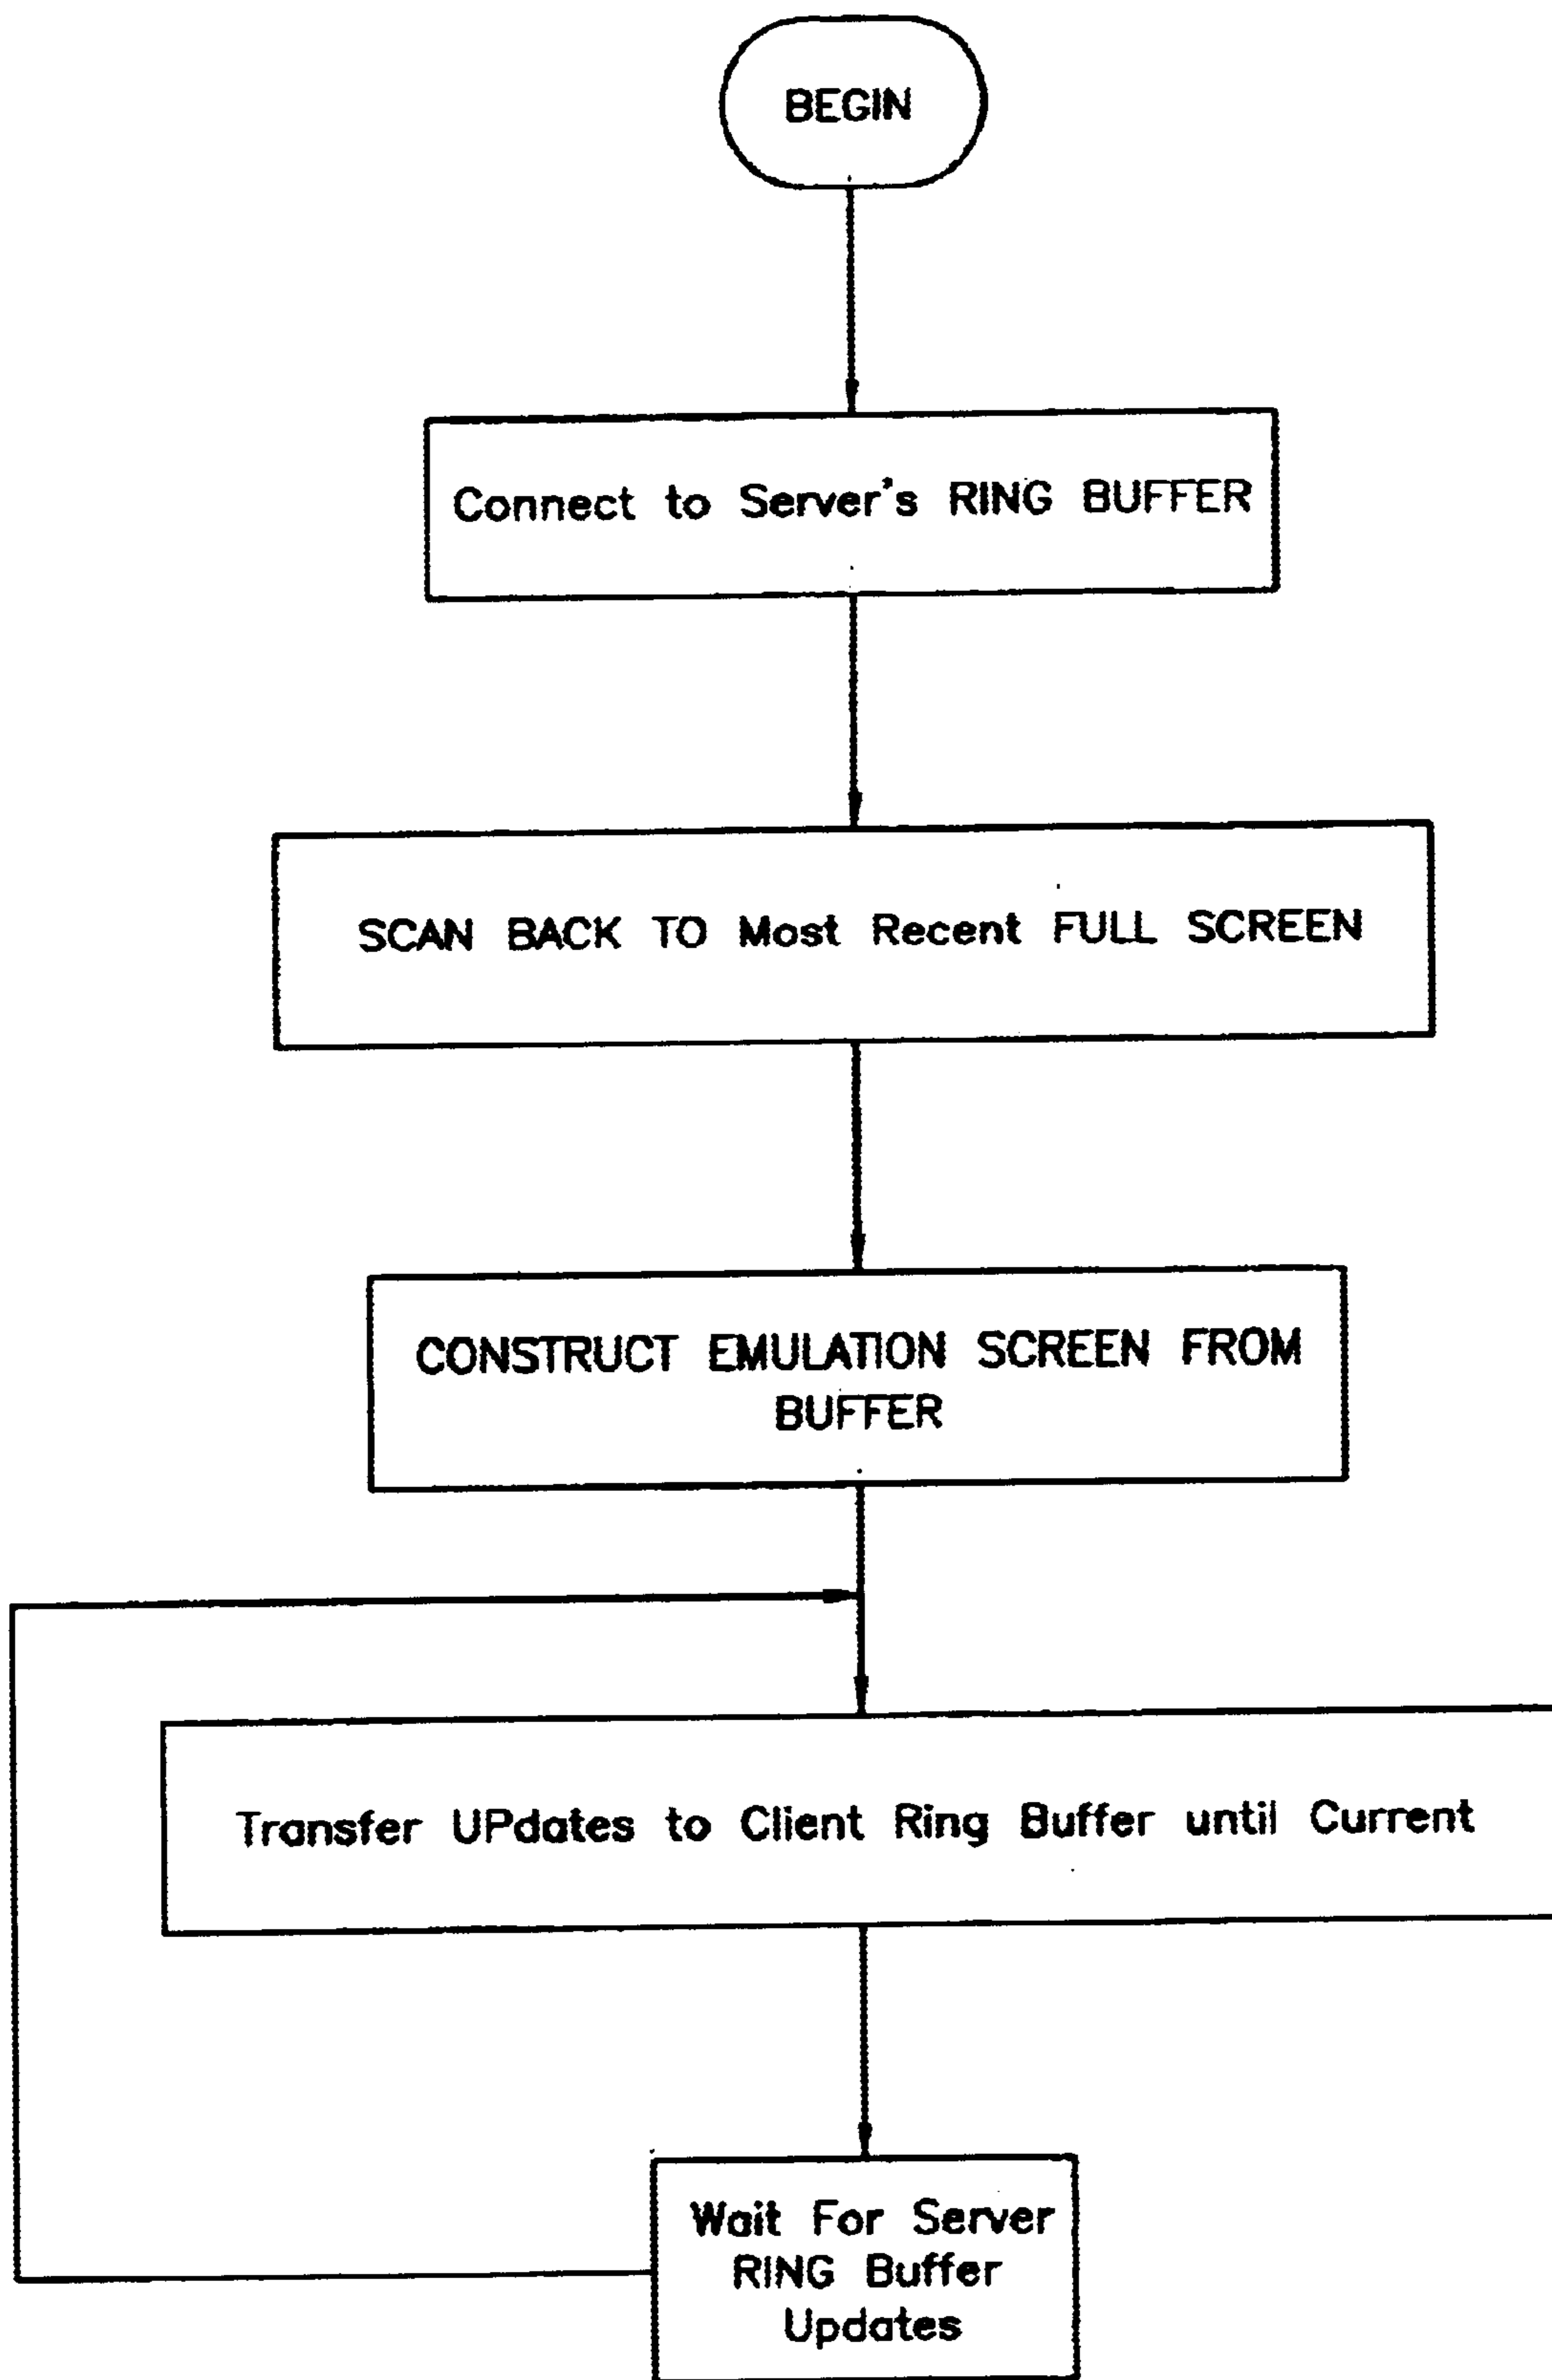 BEGIN
Connect to Server's RING BUFFER
SCAN BACK TO Most Recent FULL SCREEN
CONSTRUCT EMULATION SCREEN FROM
BUFFER
Transfer UPdates to Client Ring Buffer until Current
Wait For Server
RING Buffer
Updates